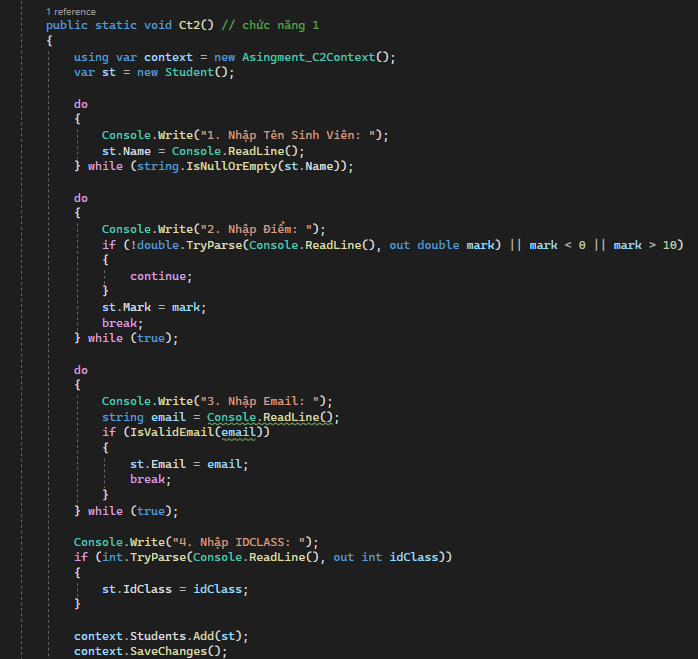 1 reference
public static void Ct2() // chức năng 1
{
using var context = new Asingment_C2Context();
var st = new Student();
do
{
Console.Write("1. Nhập Tên Sinh Viên: ");
st.Name = Console.ReadLine();
} while (string.IsNullOrEmpty(st.Name));
do
{
Console.Write("2. Nhập Điểm: ");
if (!double.TryParse(Console.ReadLine(), out double mark) || mark < 0 || mark > 10)
{
continue;
}
st.Mark = mark;
break;
} while (true);
do
{
Console.Write("3. Nhập Email: ");
string email = Console.ReadLine();
if (IsValidEmail(email))
{
st.Email = email;
break;
}
} while (true);
Console.Write("4. Nhập IDCLASS: ");
if (int.TryParse(Console.ReadLine(), out int idClass))
{
st.IdClass = idClass;
}
context.Students.Add(st);
context.SaveChanges();